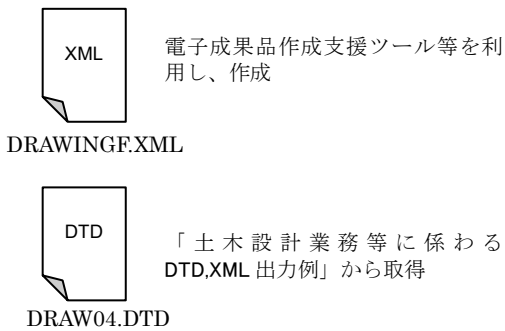 XML
電子成果品作成支援ツール等を利
用し、作成
DRAWINGF.XML
DTD
「土木設計業務等に係わる
DTD,XML 出力例」から取得
DRAW04.DTD